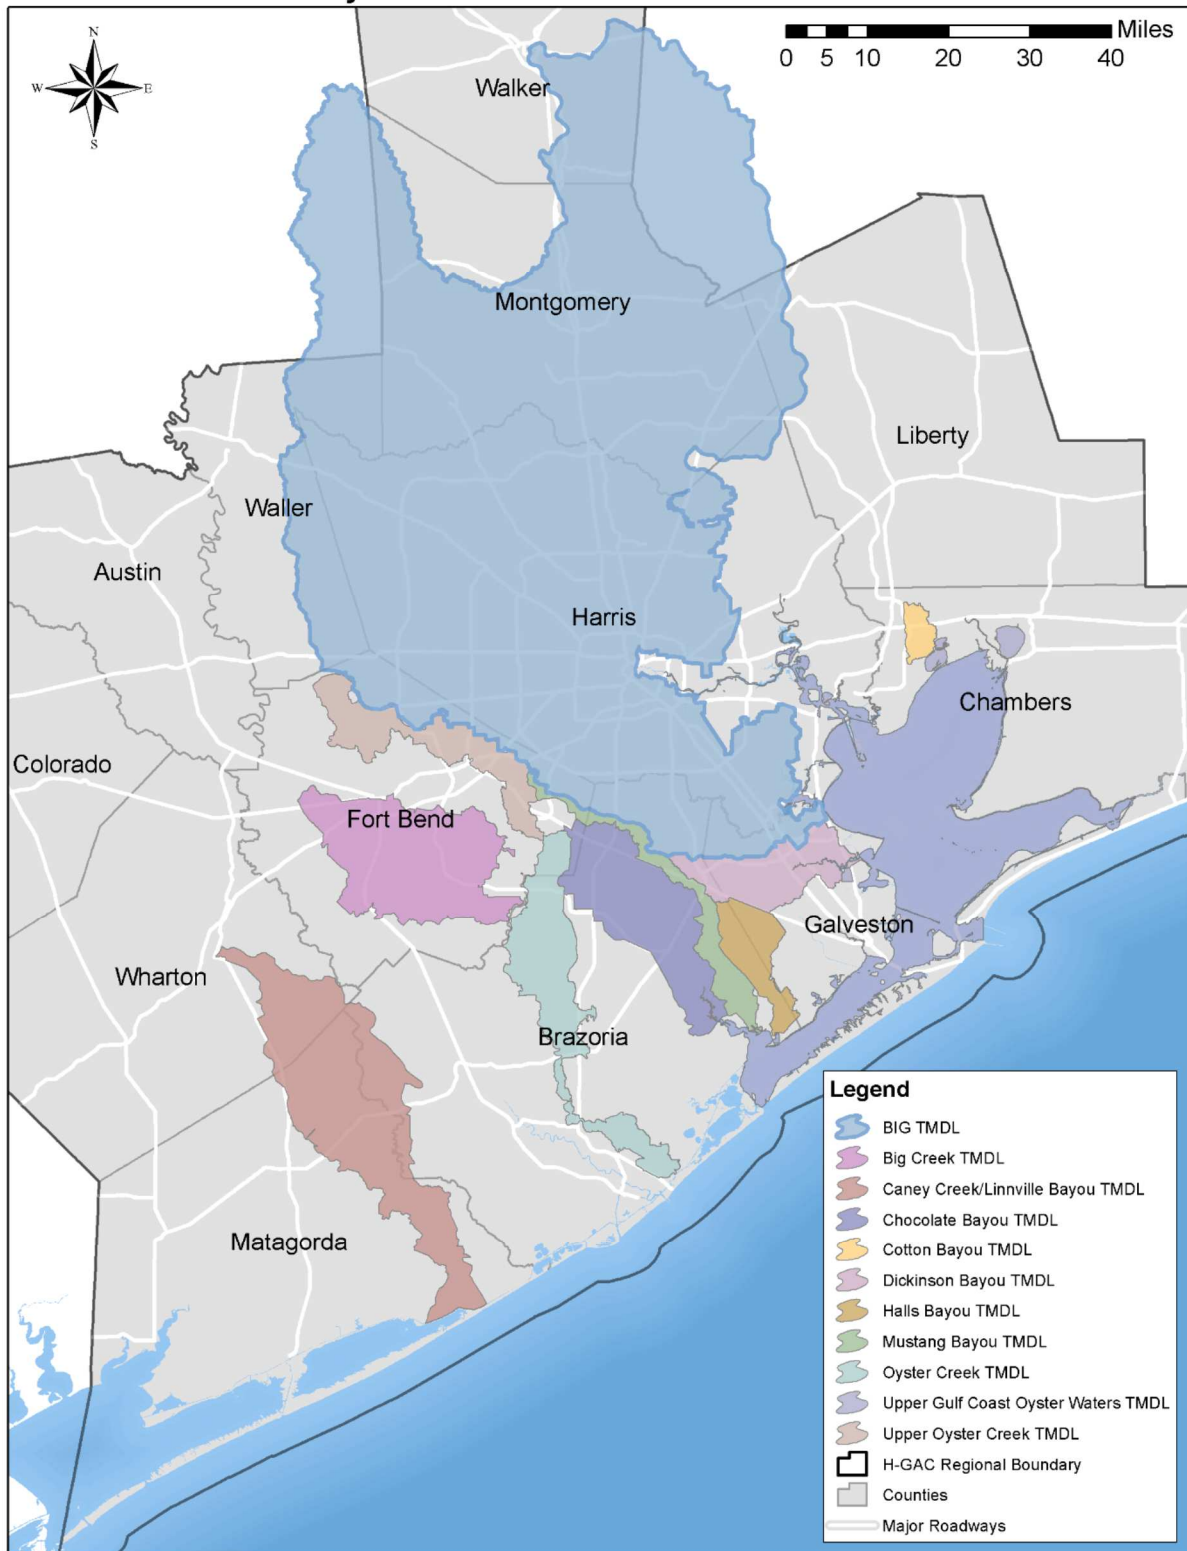 N
W E
S
Miles
0 5 10 20 30 40
Walker
Montgomery
Liberty
Waller
Austin
Harris
Chambers
Colorado
Fort Bend
Galveston
Wharton
Brazoria
Matagorda
Legend
BIG TMDL
Big Creek TMDL
Caney Creek/Linnville Bayou TMDL
Chocolate Bayou TMDL
Cotton Bayou TMDL
Dickinson Bayou TMDL
Halls Bayou TMDL
Mustang Bayou TMDL
Oyster Creek TMDL
Upper Gulf Coast Oyster Waters TMDL
Upper Oyster Creek TMDL
H-GAC Regional Boundary
Counties
Major Roadways